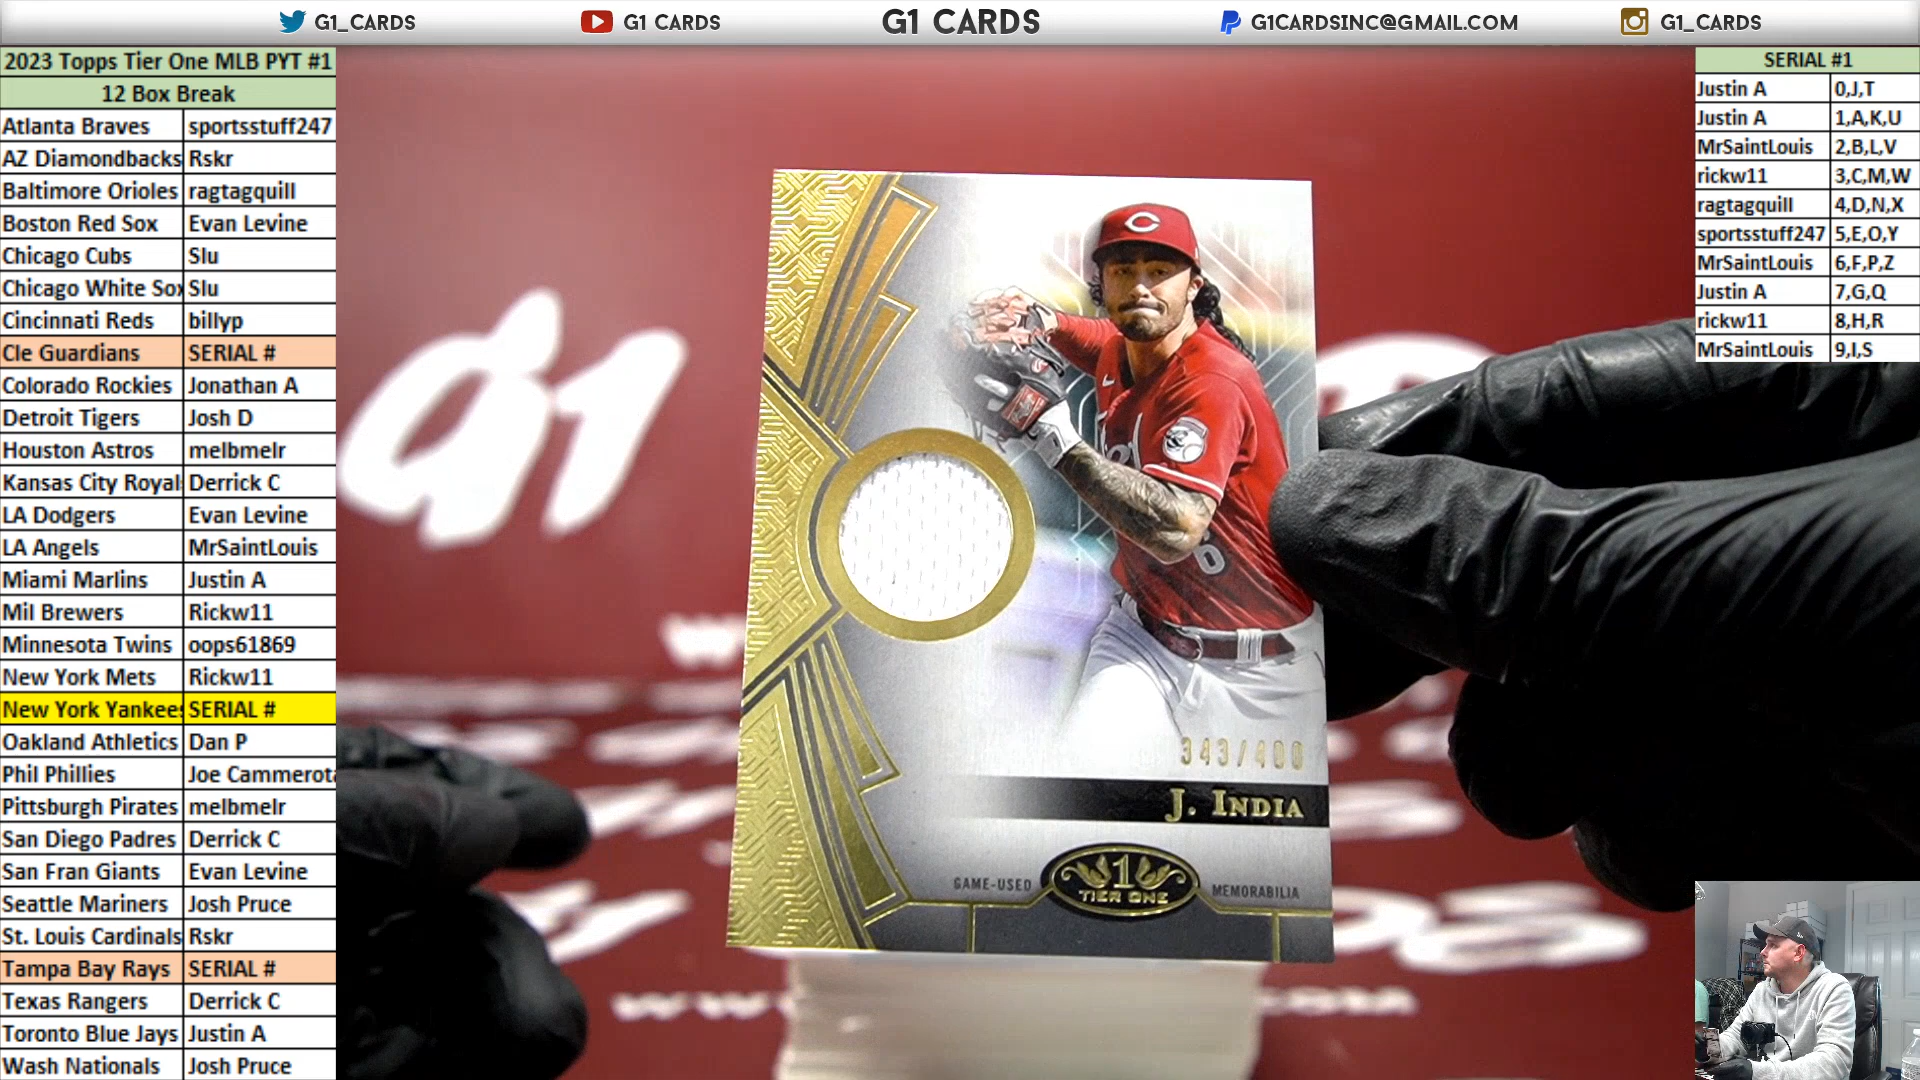 G1_CARDS G1 CARDS G1 CARDS G1CARDSINC@GMAIL.COM G1_CARDS
2023 Topps Tier One MLB PYT #1
12 Box Break
Atlanta Braves sportsstuff247
AZ Diamondbacks Rskr
Baltimore Orioles ragtagquill
Boston Red Sox Evan Levine
Chicago Cubs Slu
Chicago White Sox Slu
Cincinnati Reds billyp
Cle Guardians SERIAL #
Colorado Rockies Jonathan A
Detroit Tigers Josh D
Houston Astros melbmelr
Kansas City Royal Derrick C
LA Dodgers Evan Levine
LA Angels MrSaintLouis
Miami Marlins Justin A
Mil Brewers Rickw11
Minnesota Twins oops61869
New York Mets Rickw11
New York Yankees SERIAL #
Oakland Athletics Dan P
Phil Phillies Joe Cammerota
Pittsburgh Pirates melbmelr
San Diego Padres Derrick C
San Fran Giants Evan Levine
Seattle Mariners Josh Pruce
St. Louis Cardinals Rskr
Tampa Bay Rays SERIAL #
Texas Rangers Derrick C
Toronto Blue Jays Justin A
Wash Nationals Josh Pruce
SERIAL #1
Justin A 0,J,T
Justin A 1,A,K,U
MrSaintLouis 2,B,L,V
rickw11 3,C,M,W
ragtagquill 4,D,N,X
sportsstuff247 5,E,O,Y
MrSaintLouis 6,F,P,Z
Justin A 7,G,Q
rickw11 8,H,R
MrSaintLouis 9,I,S
G1
C
6
343/400
J. INDIA
GAME-USED 1 MEMORABILIA
TIER ONE